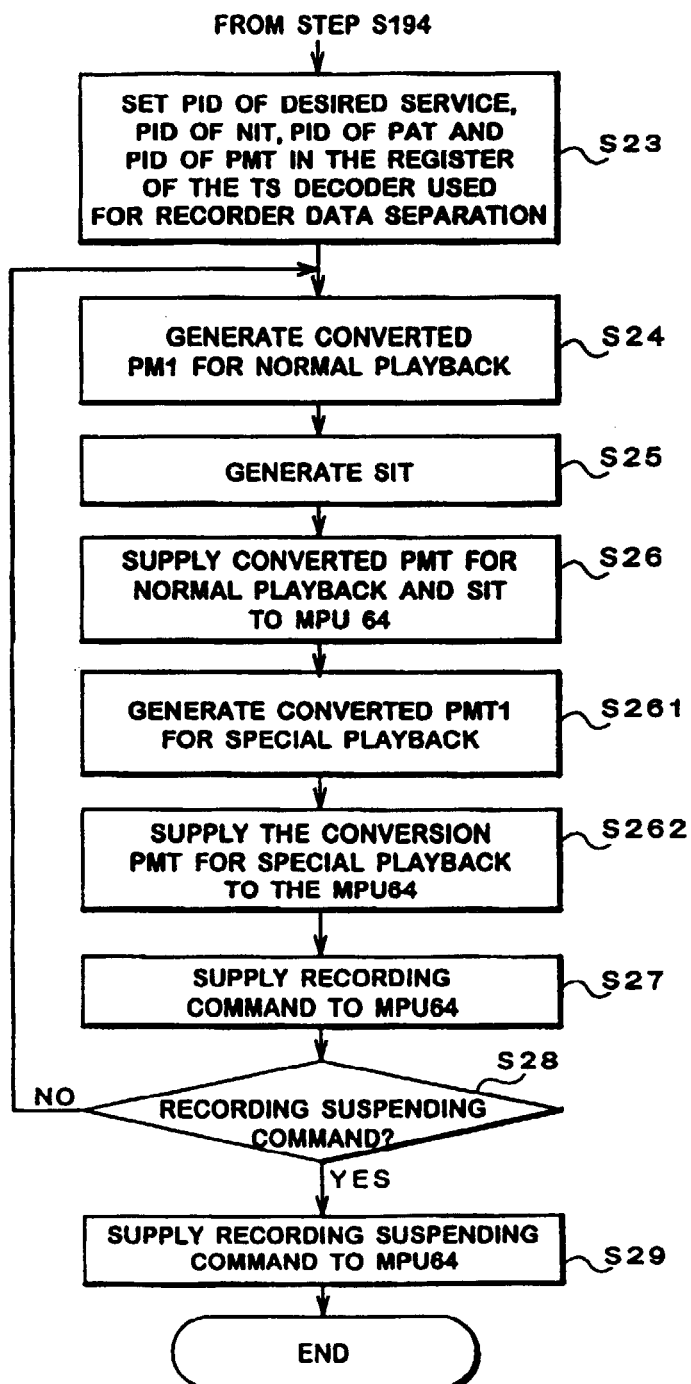 FROM STEP S194
SET PID OF DESIRED SERVICE,
PID OF NIT, PID OF PAT AND
PID OF PMT IN THE REGISTER
OF THE TS DECODER USED
FOR RECORDER DATA SEPARATION
S23
GENERATE CONVERTED
PM1 FOR NORMAL PLAYBACK
S24
GENERATE SIT
S25
SUPPLY CONVERTED PMT FOR
NORMAL PLAYBACK AND SIT
TO MPU 64
S26
GENERATE CONVERTED PMT1
FOR SPECIAL PLAYBACK
S261
SUPPLY THE CONVERSION
PMT FOR SPECIAL PLAYBACK
TO THE MPU64
S262
SUPPLY RECORDING
COMMAND TO MPU64
S27
S28
NO
RECORDING SUSPENDING
COMMAND?
YES
SUPPLY RECORDING SUSPENDING
COMMAND TO MPU64
S29
END